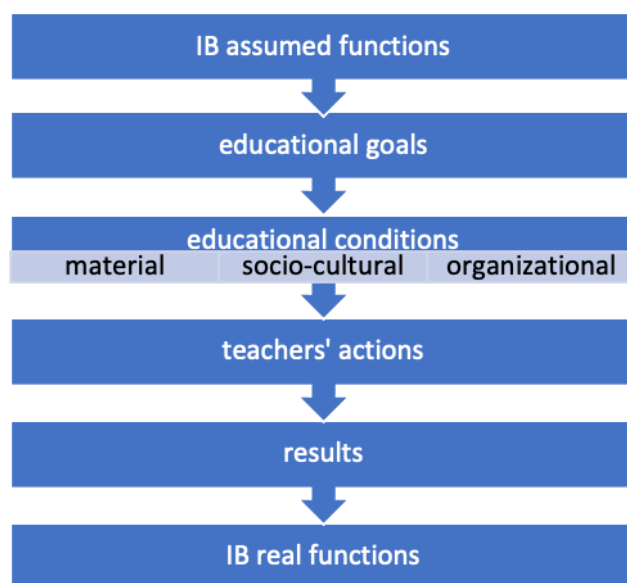 IB assumed functions
educational goals
educational conditions
material socio-cultural organizational
teachers' actions
results
IB real functions